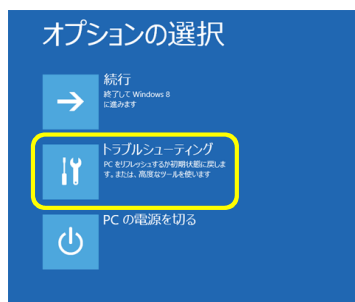 オプションの選択
続行
終了して Windows 8
に進みます
トラブルシューティング
PC をリフレッシュするか初期状態に戻しま
す。または、高度なツールを使います
PC の電源を切る